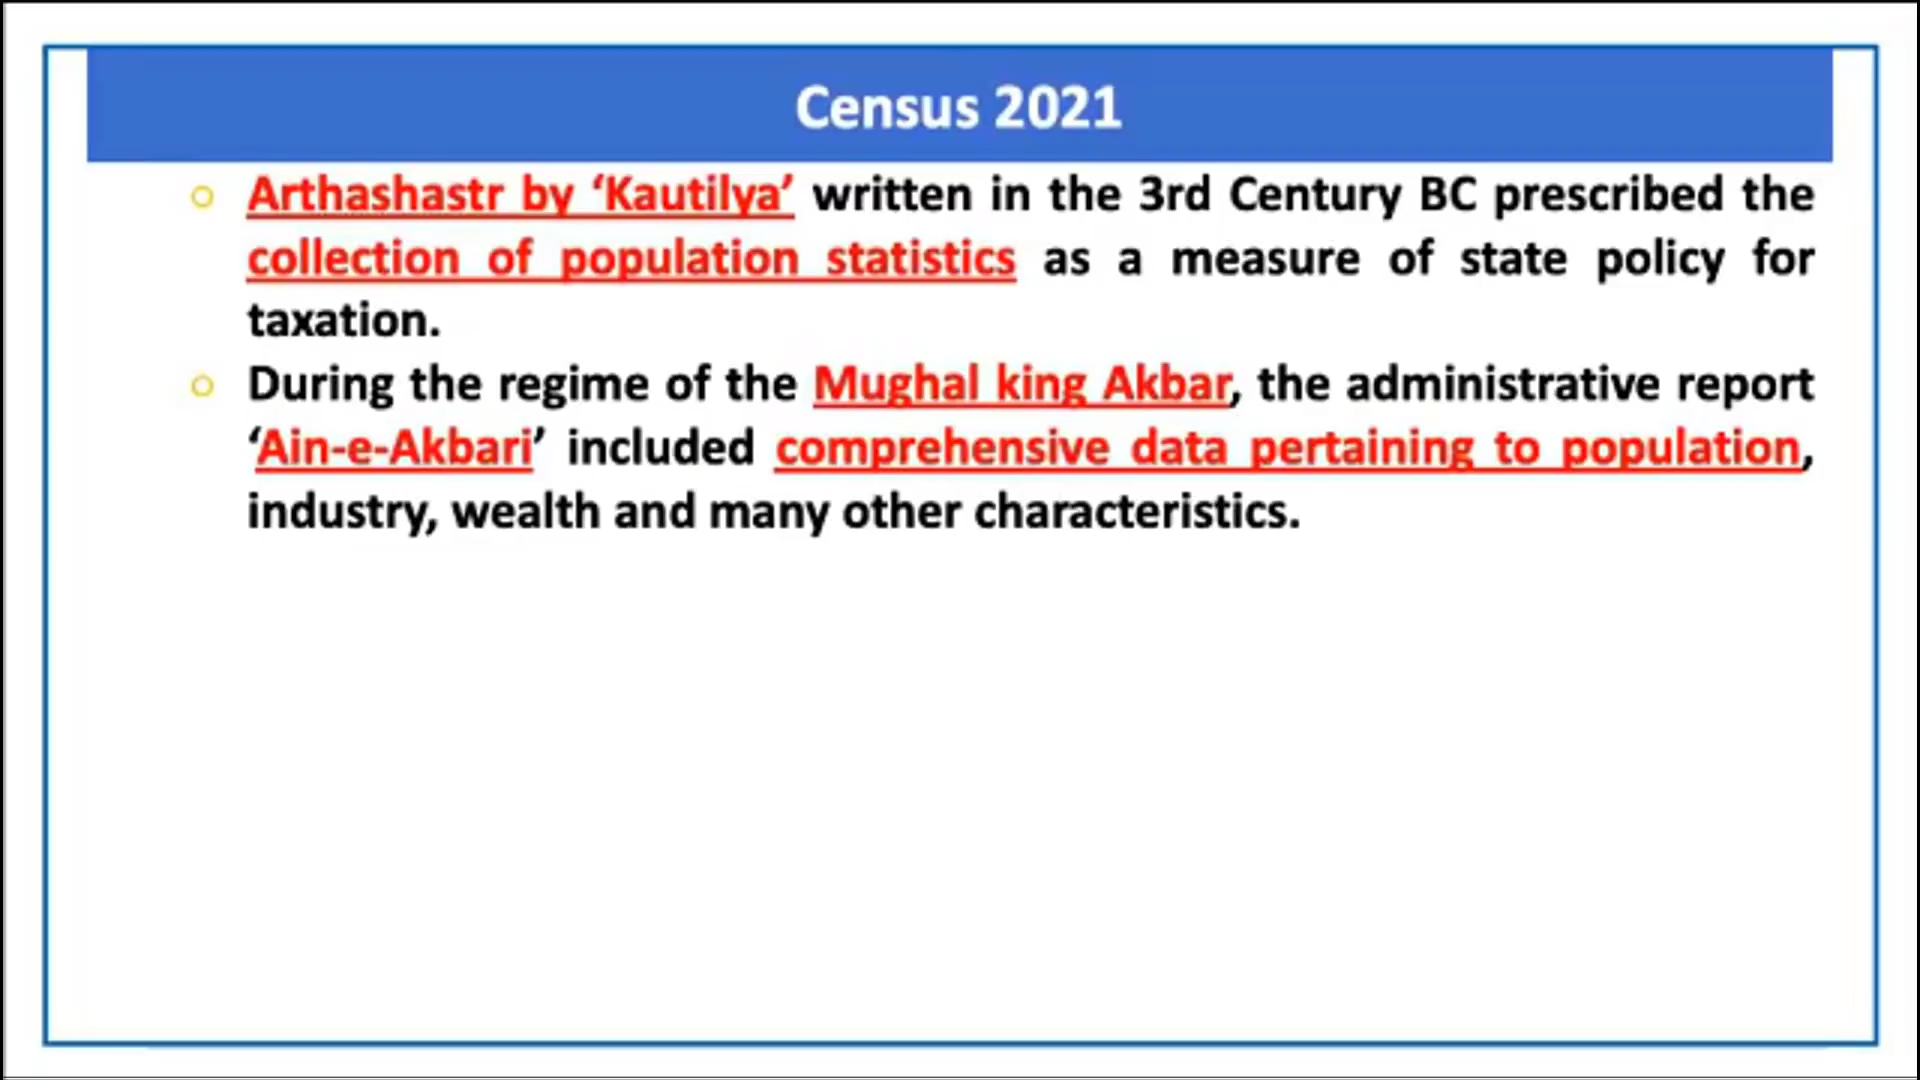 Census 2021
Arthashastr by ‘Kautilya’ written in the 3rd Century BC prescribed the
collection of population statistics as a measure of state policy for
taxation.
During the regime of the Mughal king Akbar, the administrative report
‘Ain-e-Akbari’ included comprehensive data pertaining to population,
industry, wealth and many other characteristics.